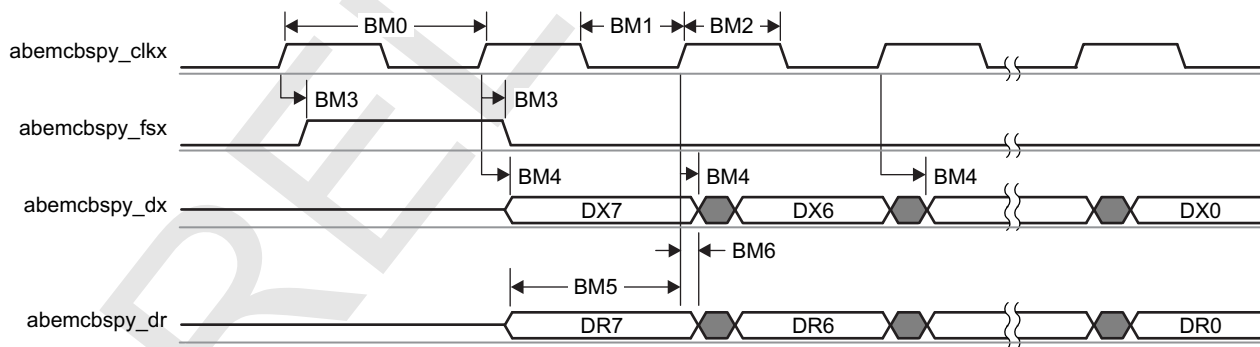 BM0 BM1 BM2
abemcbspy_clkx
BM3 BM3
abemcbspy_fsx
BM4 BM4 BM4
abemcbspy_dx DX7 DX6 DX0
BM6
BM5
abemcbspy_dr DR7 DR6 DR0